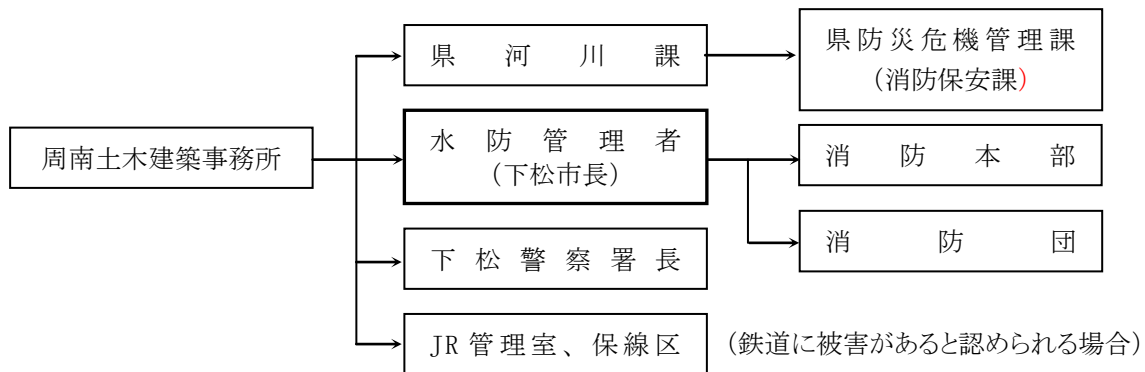 県河川課
県防災危機管理課
(消防保安課)
周南土木建築事務所
水防管理者
(下松市長)
消防本部
消防団
下松警察署長
JR管理室、保線区
(鉄道に被害があると認められる場合)